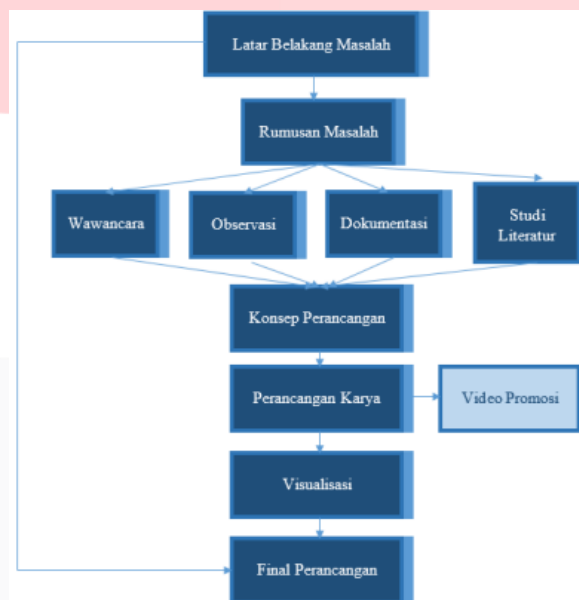 Latar Belakang Masalah
Rumusan Masalah
Wawancara
Observasi
Dokumentasi
Studi
Literatur
Konsep Perancangan
Perancangan Karya
Video Promosi
Visualisasi
Final Perancangan